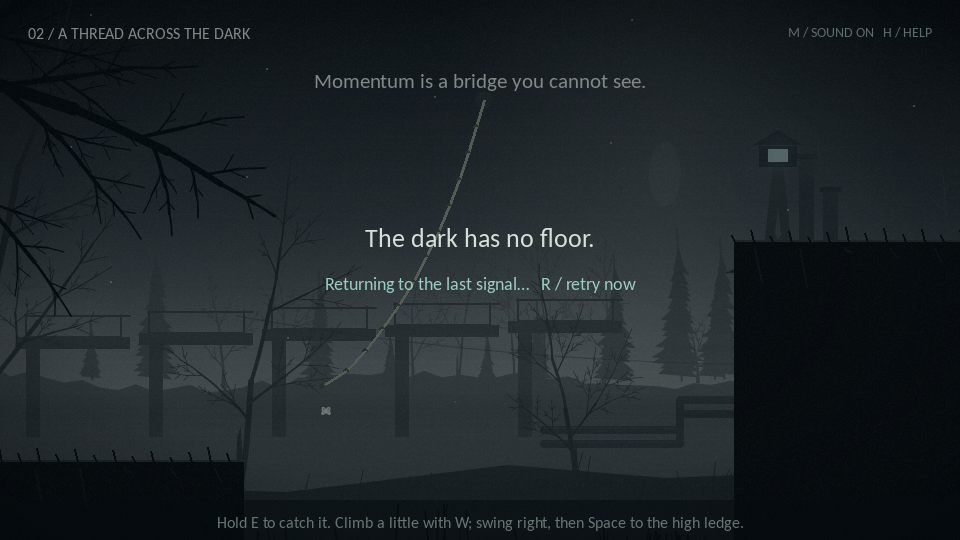 02 / A THREAD ACROSS THE DARK
M / SOUND ON H / HELP
Momentum is a bridge you cannot see.
The dark has no floor.
Returning to the last signal... R / retry now
Hold E to catch it. Climb a little with W; swing right, then Space to the high ledge.